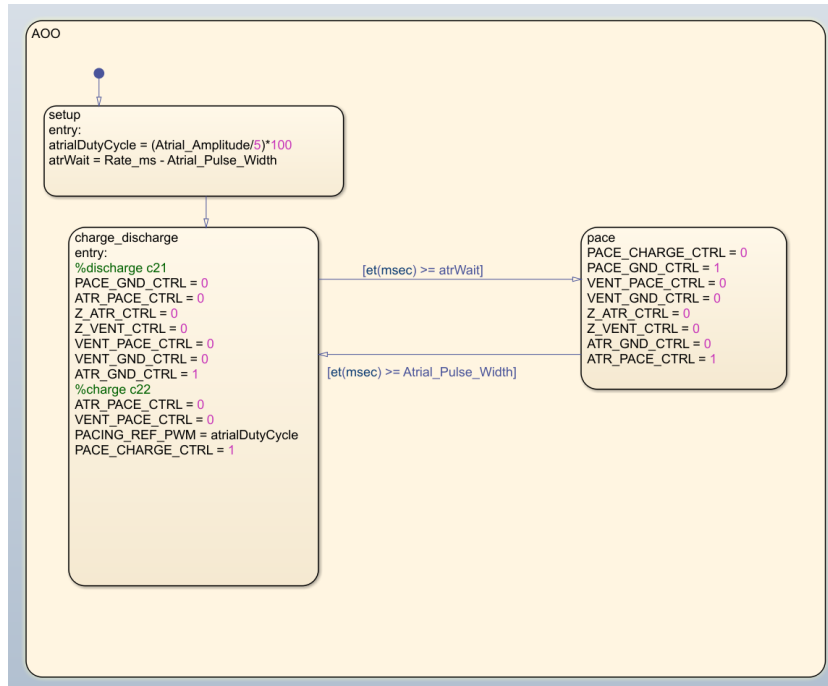 AOO
setup
entry:
atrialDutyCycle = (Atrial_Amplitude/5)*100
atrWait = Rate_ms - Atrial_Pulse_Width
charge_discharge
entry:
%discharge c21
PACE_GND_CTRL = 0
ATR_PACE_CTRL = 0
Z_ATR_CTRL = 0
Z_VENT_CTRL = 0
VENT_PACE_CTRL = 0
VENT_GND_CTRL = 0
ATR_GND_CTRL = 1
%charge c22
ATR_PACE_CTRL = 0
VENT_PACE_CTRL = 0
PACING_REF_PWM = atrialDutyCycle
PACE_CHARGE_CTRL = 1
[et(msec) >= atrWait]
[et(msec) >= Atrial_Pulse_Width]
pace
PACE_CHARGE_CTRL = 0
PACE_GND_CTRL = 1
VENT_PACE_CTRL = 0
VENT_GND_CTRL = 0
Z_ATR_CTRL = 0
Z_VENT_CTRL = 0
ATR_GND_CTRL = 0
ATR_PACE_CTRL = 1